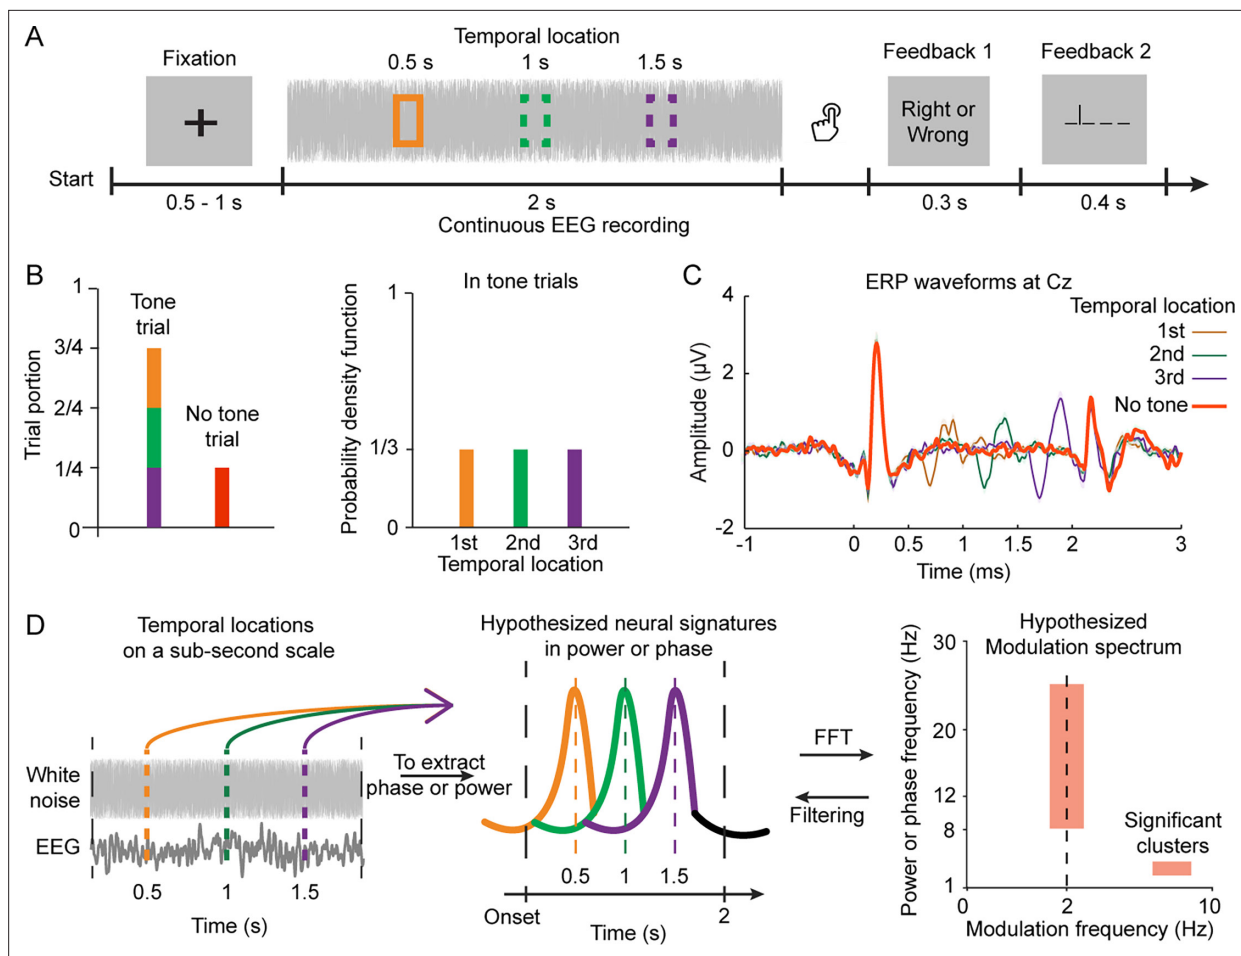 A
Temporal location
Fixation
0.5 s
1 s
1.5 s
Feedback 1
Feedback 2
Right or
Wrong
Start
0.5 - 1 s
2 s
0.3 s
0.4 s
Continuous EEG recording
B
Trial portion
1
3/4
2/4
1/4
0
Tone
trial
No tone
trial
In tone trials
Probability density function
1
1/3
0
1st
2nd
3rd
Temporal location
C
ERP waveforms at Cz
Temporal location
1st
2nd
3rd
No tone
Amplitude (µV)
4
2
0
-2
-1
0
0.5
1
1.5
2
3
Time (ms)
D
Temporal locations
on a sub-second scale
White
noise
EEG
0.5
1
1.5
Time (s)
To extract
phase or power
Hypothesized neural signatures
in power or phase
0.5
1
1.5
Onset
2
Time (s)
FFT
Filtering
Hypothesized
Modulation spectrum
Power or phase frequency (Hz)
30
20
12
8
1
Significant
clusters
0
2
10
Modulation frequency (Hz)